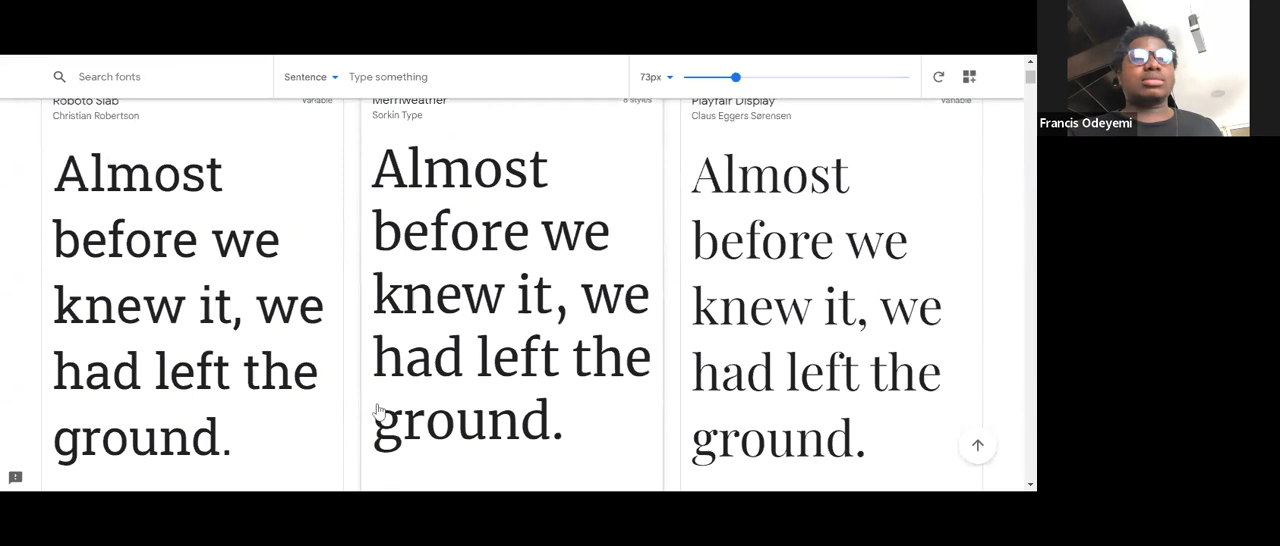 Search fonts
Sentence
Type something
73px
Roboto Slab
Variable
Christian Robertson
Almost
before we
knew it, we
had left the
ground.
Merriweather
8 styles
Sorkin Type
Almost
before we
knew it, we
had left the
ground.
Playfair Display
Variable
Claus Eggers Sørensen
Almost
before we
knew it, we
had left the
ground.
Francis Odeyemi